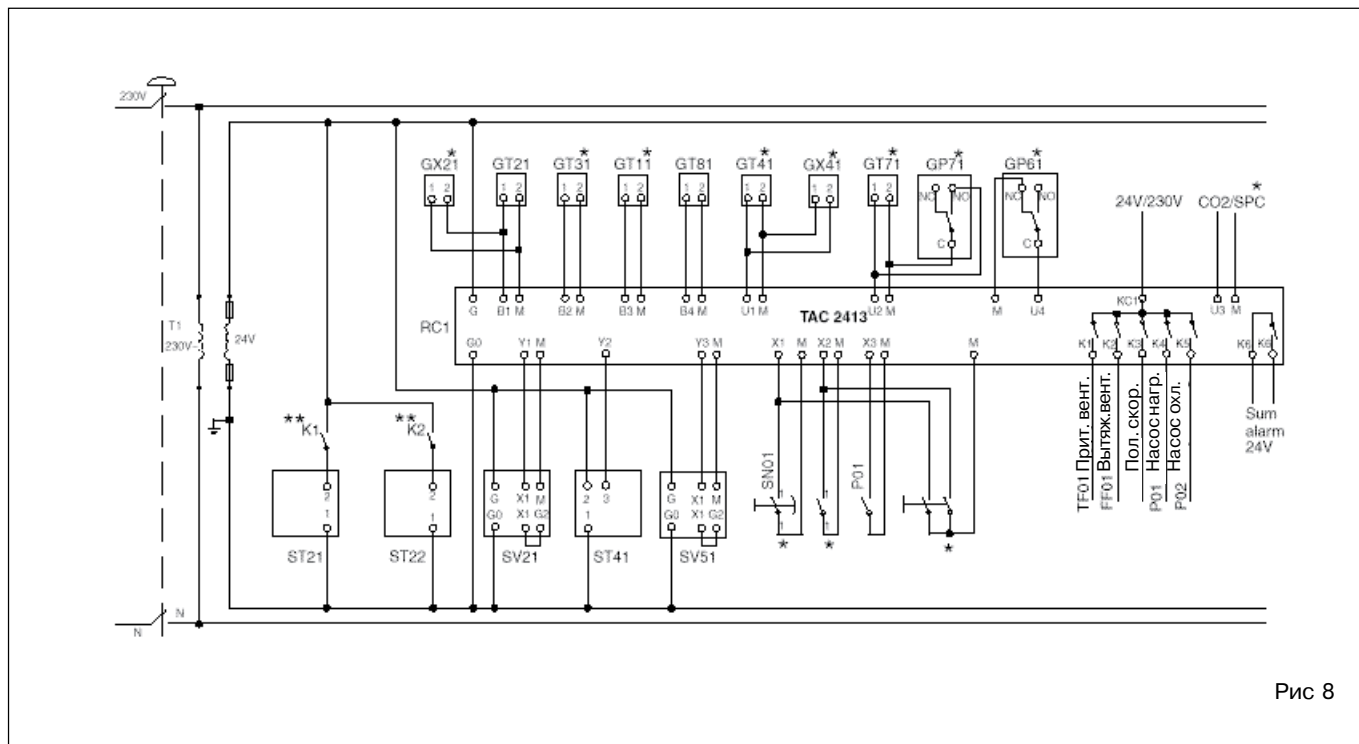 230V
GX21* GT21 GT31* GT11* GT81 GT41* GX41* GT71* GP71* GP61*
24V/230V CO2/SPC *
1 2 1 2 1 2 1 2 1 2 1 2 1 2 1 2 NC NO NC NO
C C
G B1 M B2 M B3 M B4 M U1 M U2 M M U4 KC1 U3 M
RC1 TAC 2413
T1 230V~ 24V
G0 Y1 M Y2 Y3 M X1 M X2 M X3 M M K1 K2 K3 K4 K5 K6 K6
**K1 **K2
TF01 Прит. вент.
FF01 Вытяж.вент.
Пол. скор.
P01 Насос нагр.
P02 Насос охл.
Sum
alarm
24V
SN01 P01
2 2 G X1 M 2 3 G X1 M
1 1 G0 X1 G2 1 G0 X1 G2
1 1
1 1
* * *
ST21 ST22 SV21 ST41 SV51
N
N
Рис 8